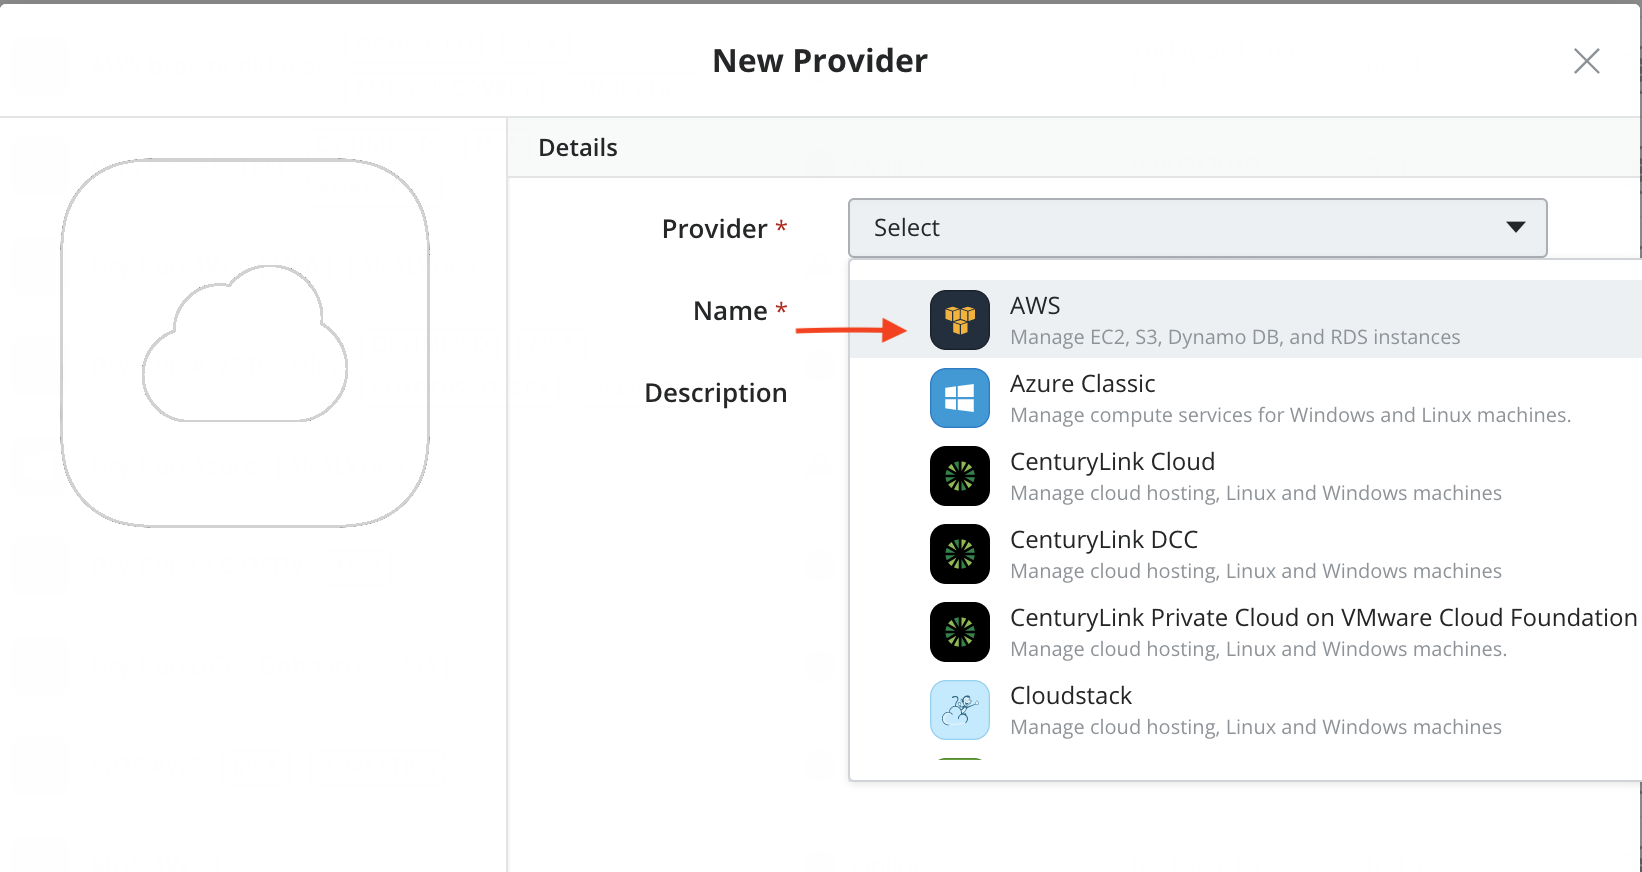 New Provider
Details
Provider *
Select
Name *
Description
AWS
Manage EC2, S3, Dynamo DB, and RDS instances
Azure Classic
Manage compute services for Windows and Linux machines.
CenturyLink Cloud
Manage cloud hosting, Linux and Windows machines
CenturyLink DCC
Manage cloud hosting, Linux and Windows machines
CenturyLink Private Cloud on VMware Cloud Foundation
Manage cloud hosting, Linux and Windows machines.
Cloudstack
Manage cloud hosting, Linux and Windows machines